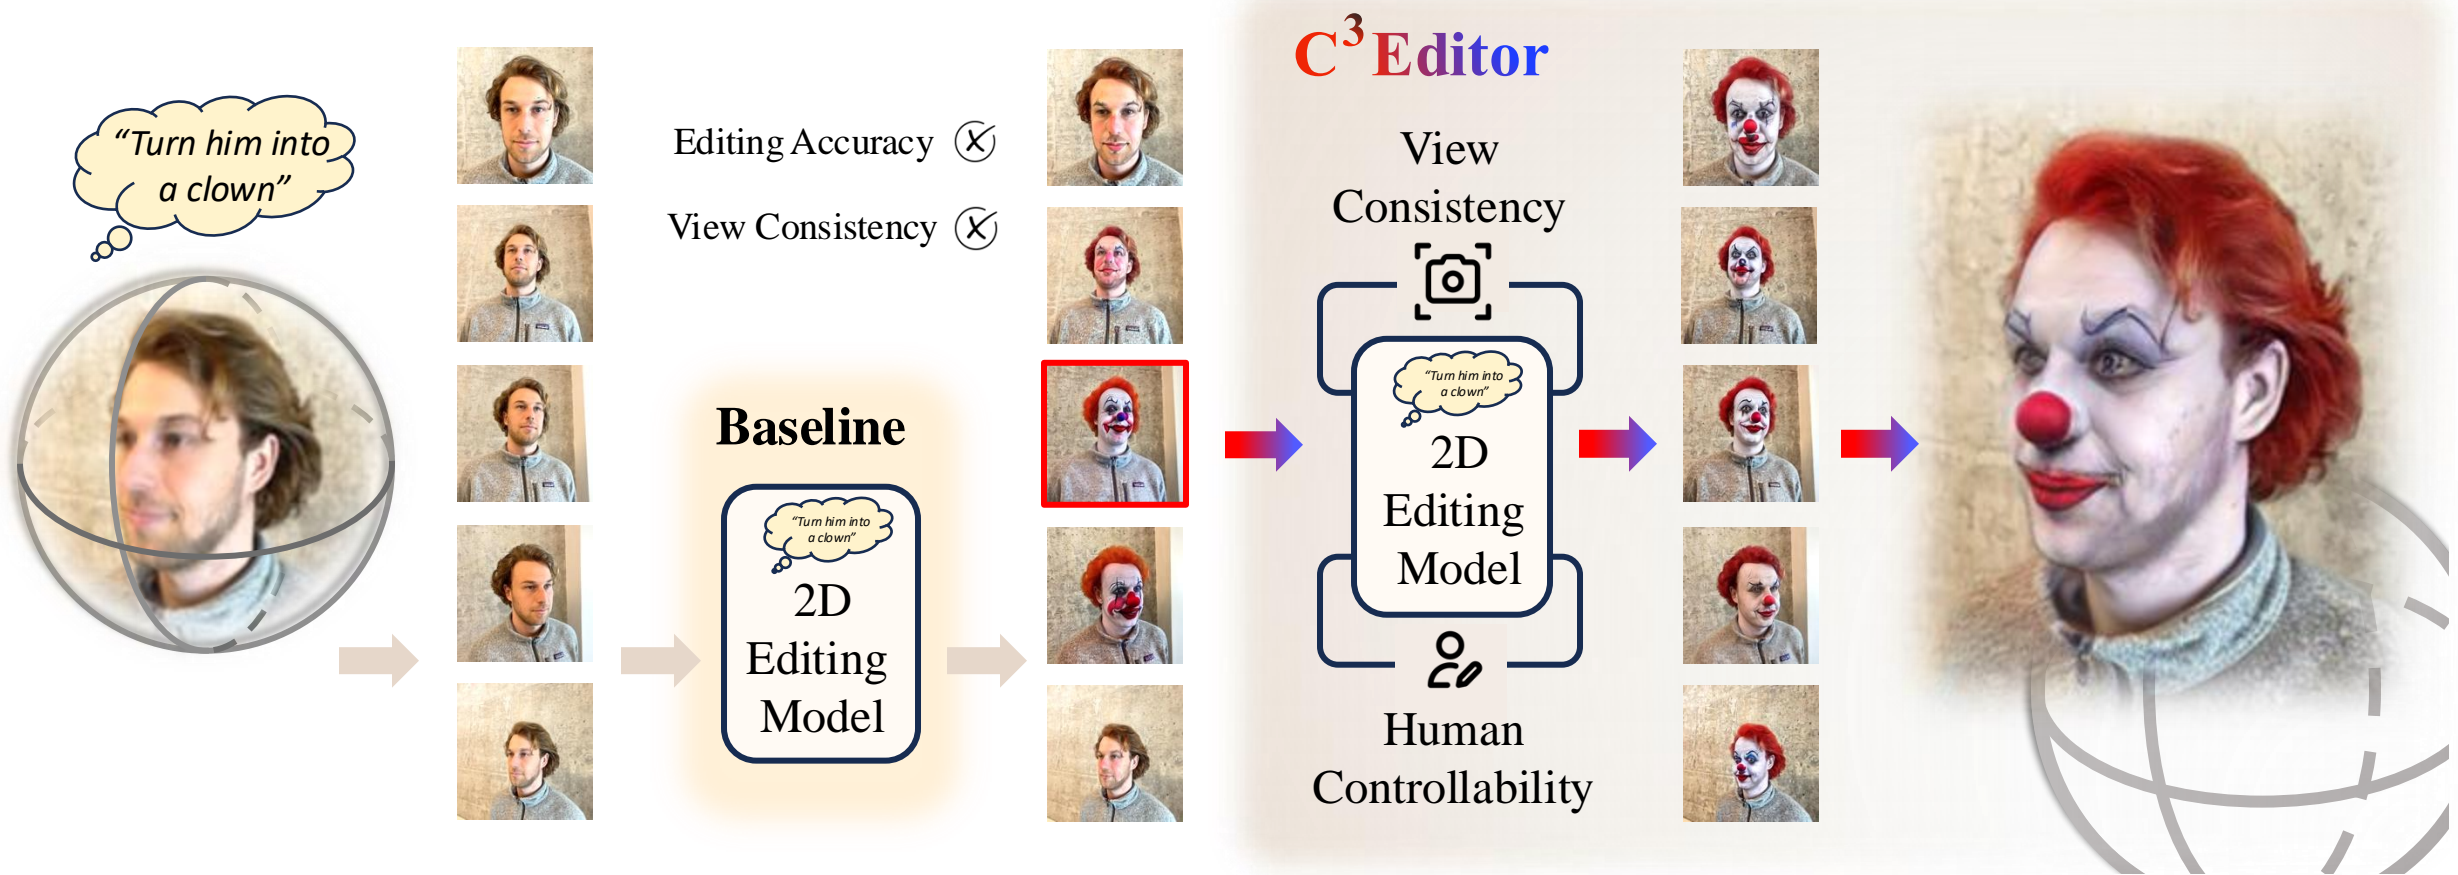 “Turn him into
a clown”
Editing Accuracy
View Consistency
Baseline
“Turn him into
a clown”
2D
Editing
Model
C³Editor
View
Consistency
“Turn him into
a clown”
2D
Editing
Model
Human
Controllability